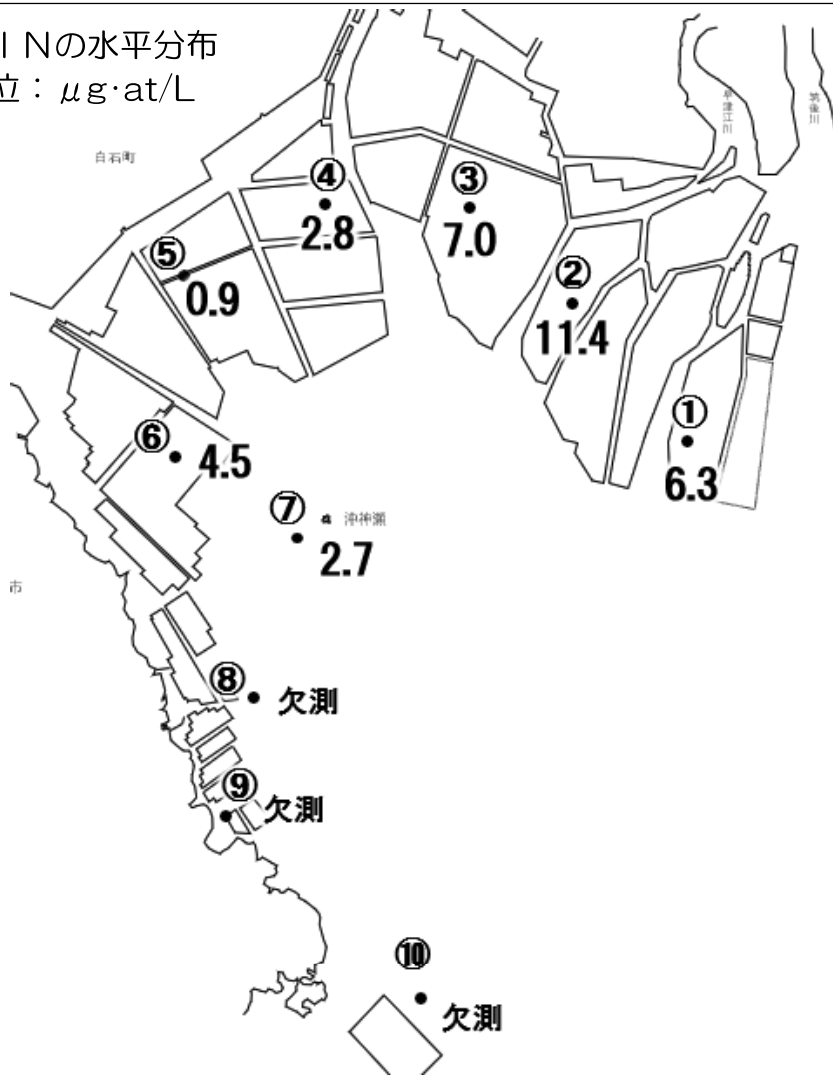 I Nの水平分布
位：μg·at/L
早津江川
筑後川
白石町
④
2.8
③
7.0
⑤
0.9
②
11.4
①
6.3
⑥
4.5
⑦
沖神瀬
2.7
市
⑧
欠測
⑨
欠測
⑩
欠測